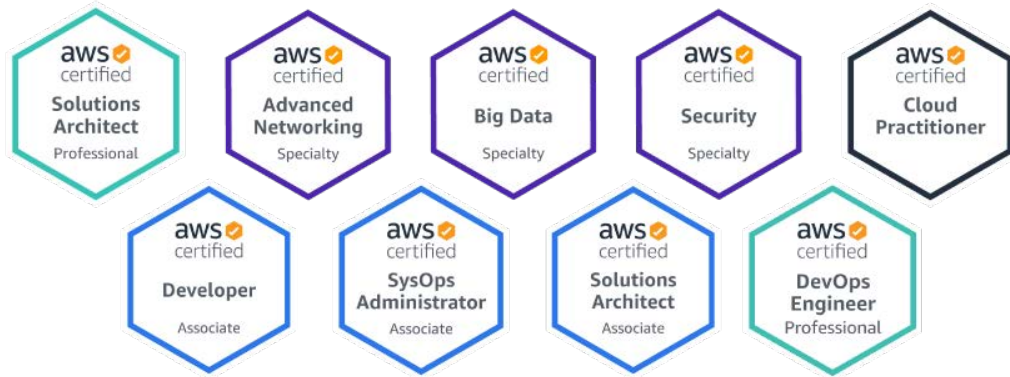 aws
certified
Solutions
Architect
Professional
aws
certified
Advanced
Networking
Specialty
aws
certified
Big Data
Specialty
aws
certified
Security
Specialty
aws
certified
Cloud
Practitioner
aws
certified
Developer
Associate
aws
certified
SysOps
Administrator
Associate
aws
certified
Solutions
Architect
Associate
aws
certified
DevOps
Engineer
Professional